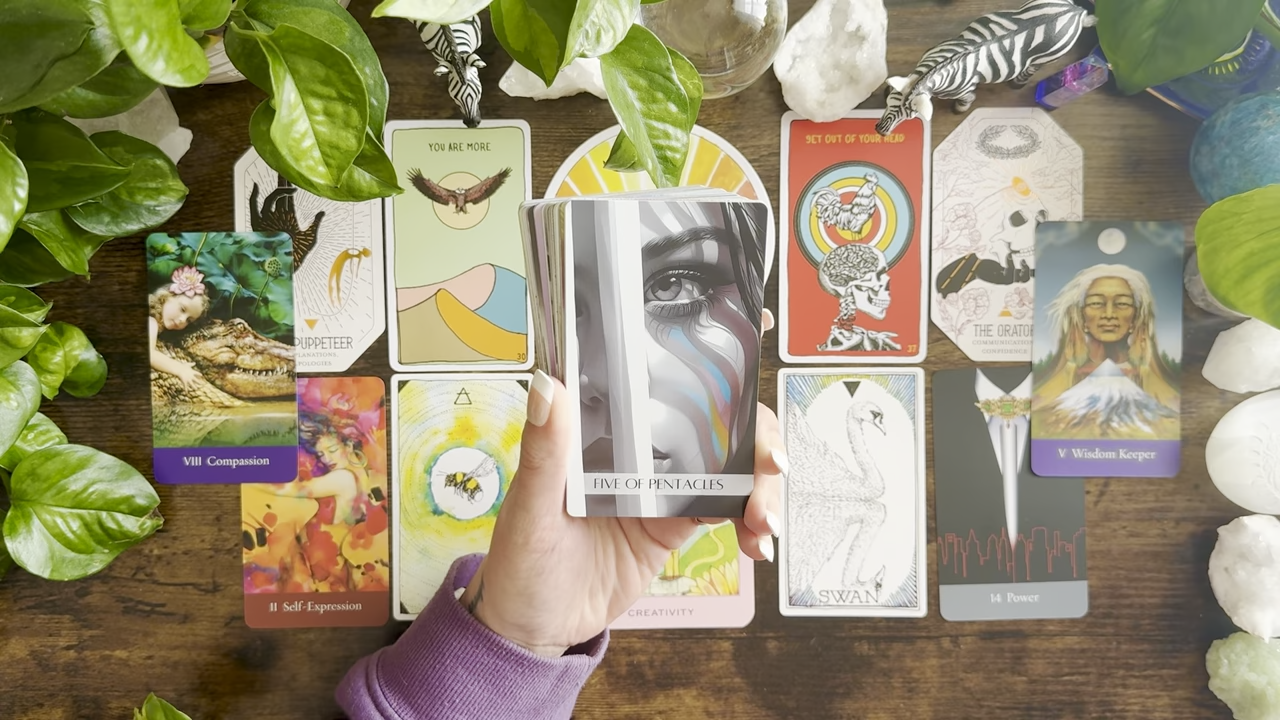 YOU ARE MORE
30
GET OUT OF YOUR HEAD
37
PUPPETEER
THE ORATOR
COMMUNICATION
CONFIDENCE
VIII Compassion
V Wisdom Keeper
FIVE OF PENTACLES
II Self-Expression
CREATIVITY
SWAN
14 Power